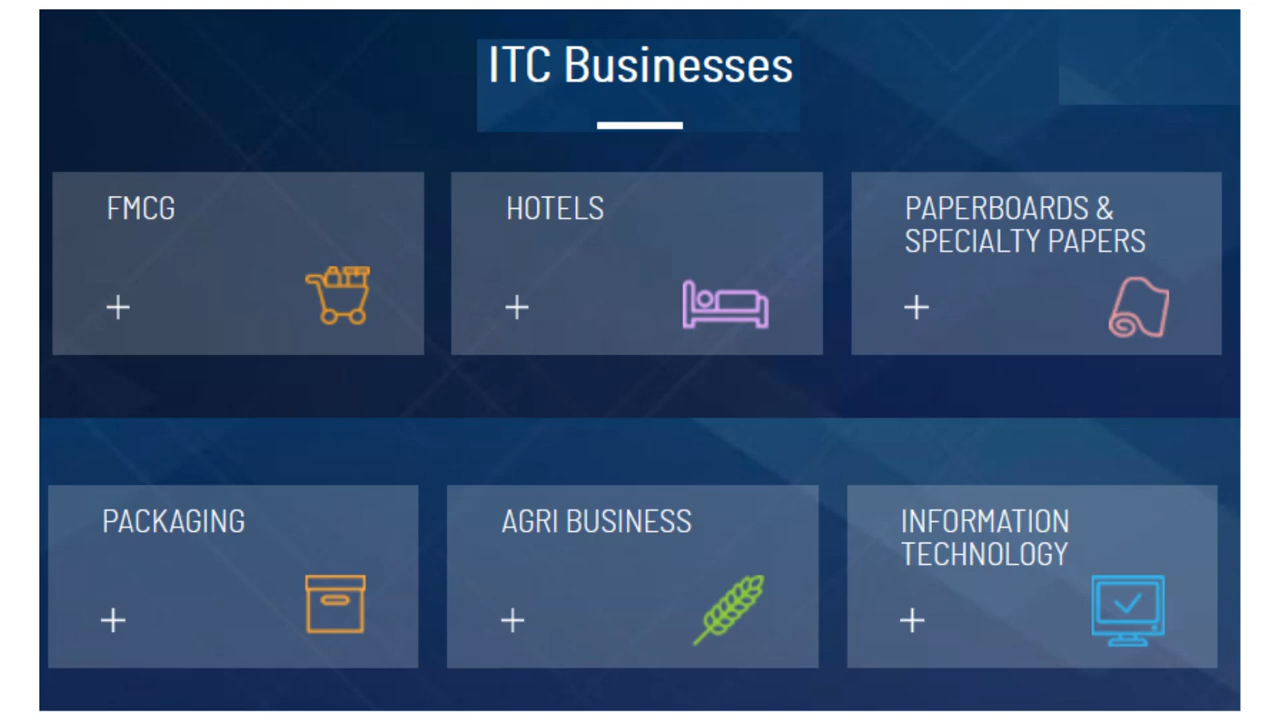 ITC Businesses
FMCG
HOTELS
PAPERBOARDS &
SPECIALTY PAPERS
+
+
+
PACKAGING
AGRI BUSINESS
INFORMATION
TECHNOLOGY
+
+
+